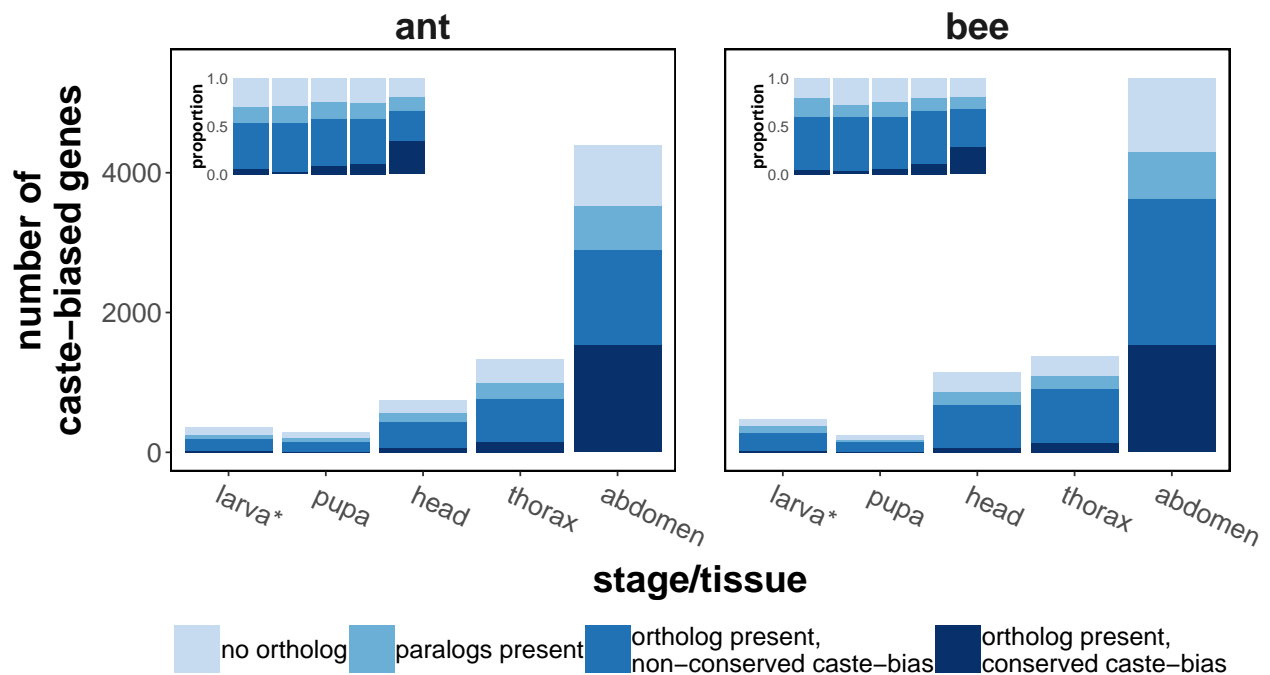 ant
bee
number of
caste−biased genes
4000
2000
0
proportion
1.0
0.5
0.0
proportion
1.0
0.5
0.0
larva*
pupa
head
thorax
abdomen
larva*
pupa
head
thorax
abdomen
stage/tissue
no ortholog
paralogs present
ortholog present,
non−conserved caste−bias
ortholog present,
conserved caste−bias